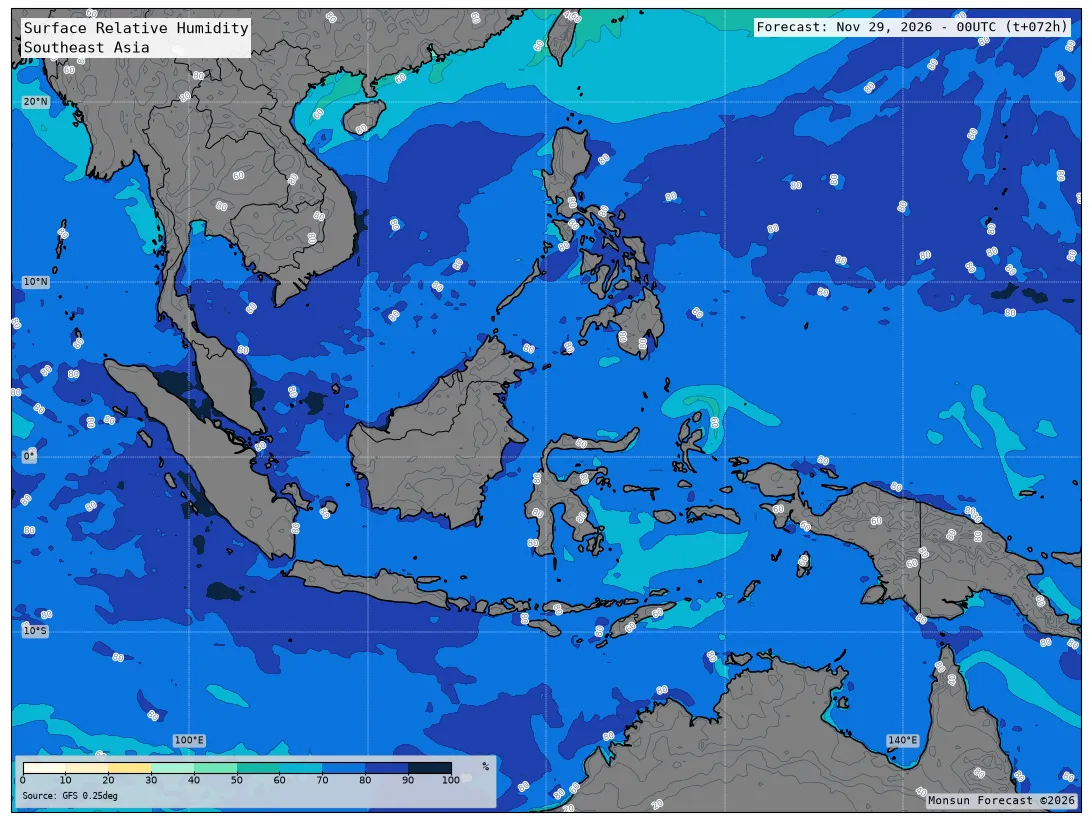 Surface Relative Humidity
Southeast Asia
Forecast: Nov 29, 2026 - 00UTC (t+072h)
20°N
10°N
0°
10°S
100°E
140°E
%
0 10 20 30 40 50 60 70 80 90 100
Source: GFS 0.25deg
Monsun Forecast ©2026